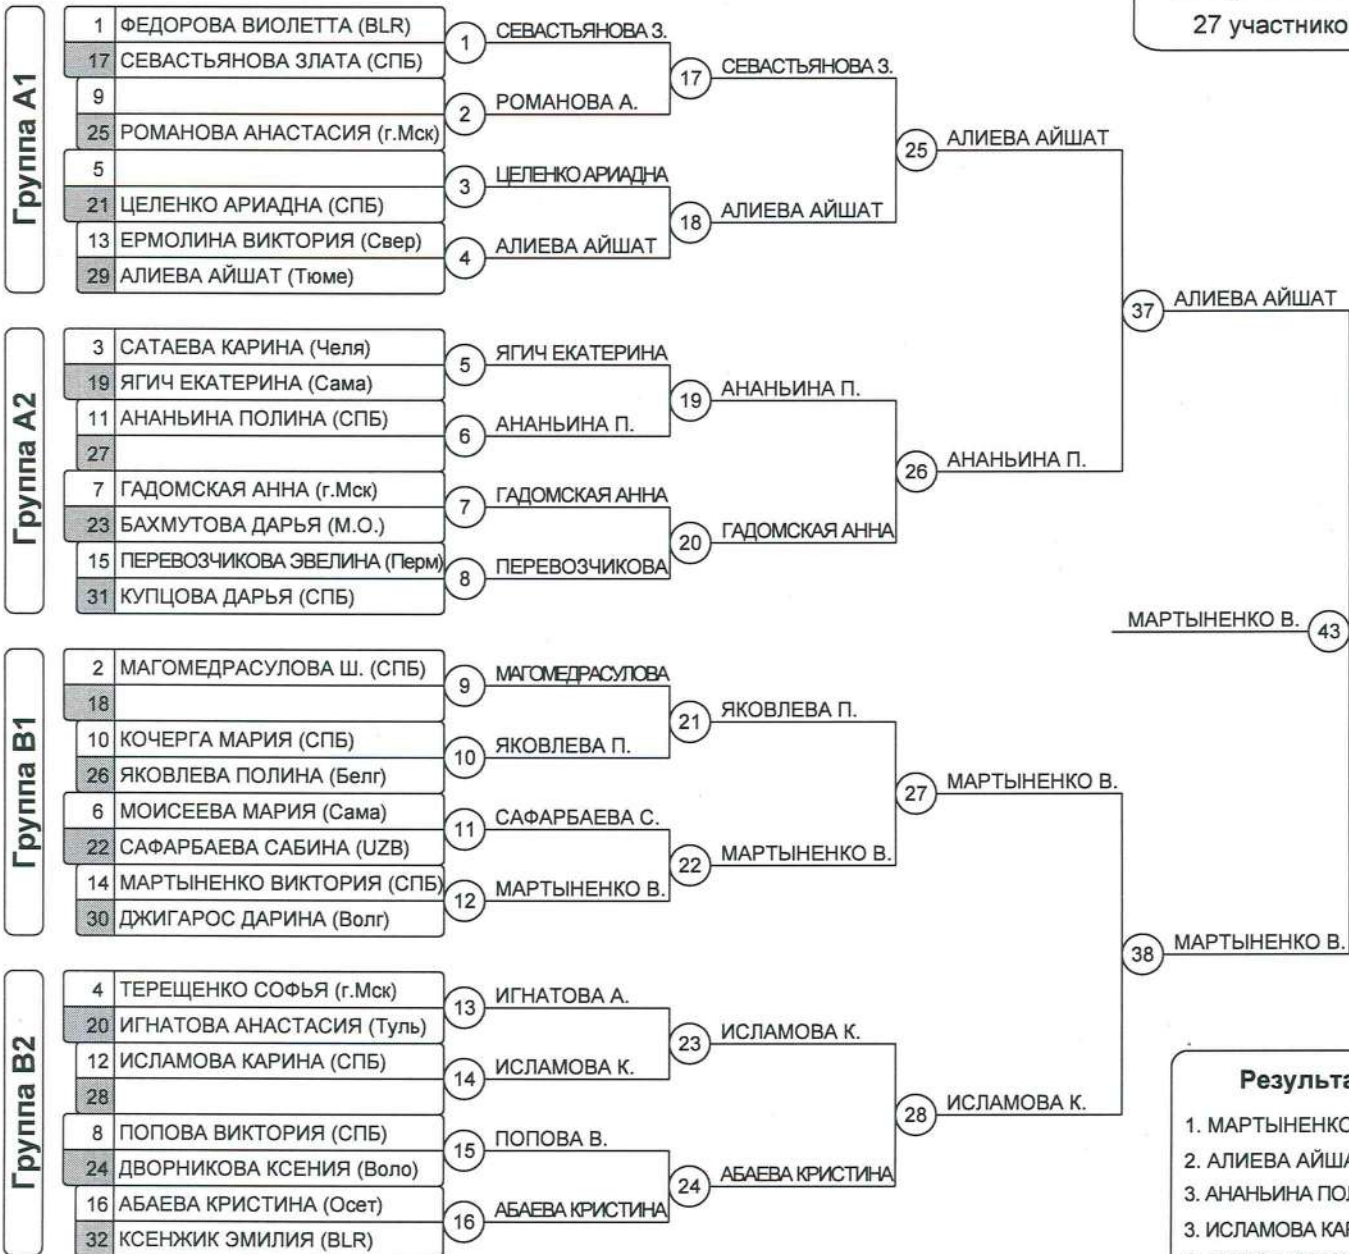 27 участнико
Группа А1
1 ФЕДОРОВА ВИОЛЕТТА (BLR)
17 СЕВАСТЬЯНОВА ЗЛАТА (СПБ)
9
25 РОМАНОВА АНАСТАСИЯ (г.Мск)
5
21 ЦЕЛЕНКО АРИАДНА (СПБ)
13 ЕРМОЛИНА ВИКТОРИЯ (Свер)
29 АЛИЕВА АЙШАТ (Тюме)
1 СЕВАСТЬЯНОВА З.
2 РОМАНОВА А.
3 ЦЕЛЕНКО АРИАДНА
4 АЛИЕВА АЙШАТ
17 СЕВАСТЬЯНОВА З.
18 АЛИЕВА АЙШАТ
25 АЛИЕВА АЙШАТ
Группа А2
3 САТАЕВА КАРИНА (Челя)
19 ЯГИЧ ЕКАТЕРИНА (Сама)
11 АНАНЬИНА ПОЛИНА (СПБ)
27
7 ГАДОМСКАЯ АННА (г.Мск)
23 БАХМУТОВА ДАРЬЯ (М.О.)
15 ПЕРЕВОЗЧИКОВА ЭВЕЛИНА (Перм)
31 КУПЦОВА ДАРЬЯ (СПБ)
5 ЯГИЧ ЕКАТЕРИНА
6 АНАНЬИНА П.
7 ГАДОМСКАЯ АННА
8 ПЕРЕВОЗЧИКОВА
19 АНАНЬИНА П.
20 ГАДОМСКАЯ АННА
26 АНАНЬИНА П.
37 АЛИЕВА АЙШАТ
МАРТЫНЕНКО В. 43
Группа В1
2 МАГОМЕДРАСУЛОВА Ш. (СПБ)
18
10 КОЧЕРГА МАРИЯ (СПБ)
26 ЯКОВЛЕВА ПОЛИНА (Белг)
6 МОИСЕЕВА МАРИЯ (Сама)
22 САФАРБАЕВА САБИНА (UZB)
14 МАРТЫНЕНКО ВИКТОРИЯ (СПБ)
30 ДЖИГАРОС ДАРИНА (Волг)
9 МАГОМЕДРАСУЛОВА
10 ЯКОВЛЕВА П.
11 САФАРБАЕВА С.
12 МАРТЫНЕНКО В.
21 ЯКОВЛЕВА П.
22 МАРТЫНЕНКО В.
27 МАРТЫНЕНКО В.
Группа В2
4 ТЕРЕЩЕНКО СОФЬЯ (г.Мск)
20 ИГНАТОВА АНАСТАСИЯ (Туль)
12 ИСЛАМОВА КАРИНА (СПБ)
28
8 ПОПОВА ВИКТОРИЯ (СПБ)
24 ДВОРНИКОВА КСЕНИЯ (Воло)
16 АБАЕВА КРИСТИНА (Осет)
32 КСЕНЖИК ЭМИЛИЯ (BLR)
13 ИГНАТОВА А.
14 ИСЛАМОВА К.
15 ПОПОВА В.
16 АБАЕВА КРИСТИНА
23 ИСЛАМОВА К.
24 АБАЕВА КРИСТИНА
28 ИСЛАМОВА К.
38 МАРТЫНЕНКО В.
Результа
1. МАРТЫНЕНКО
2. АЛИЕВА АЙША
3. АНАНЬИНА ПОЛ
3. ИСЛАМОВА КАР